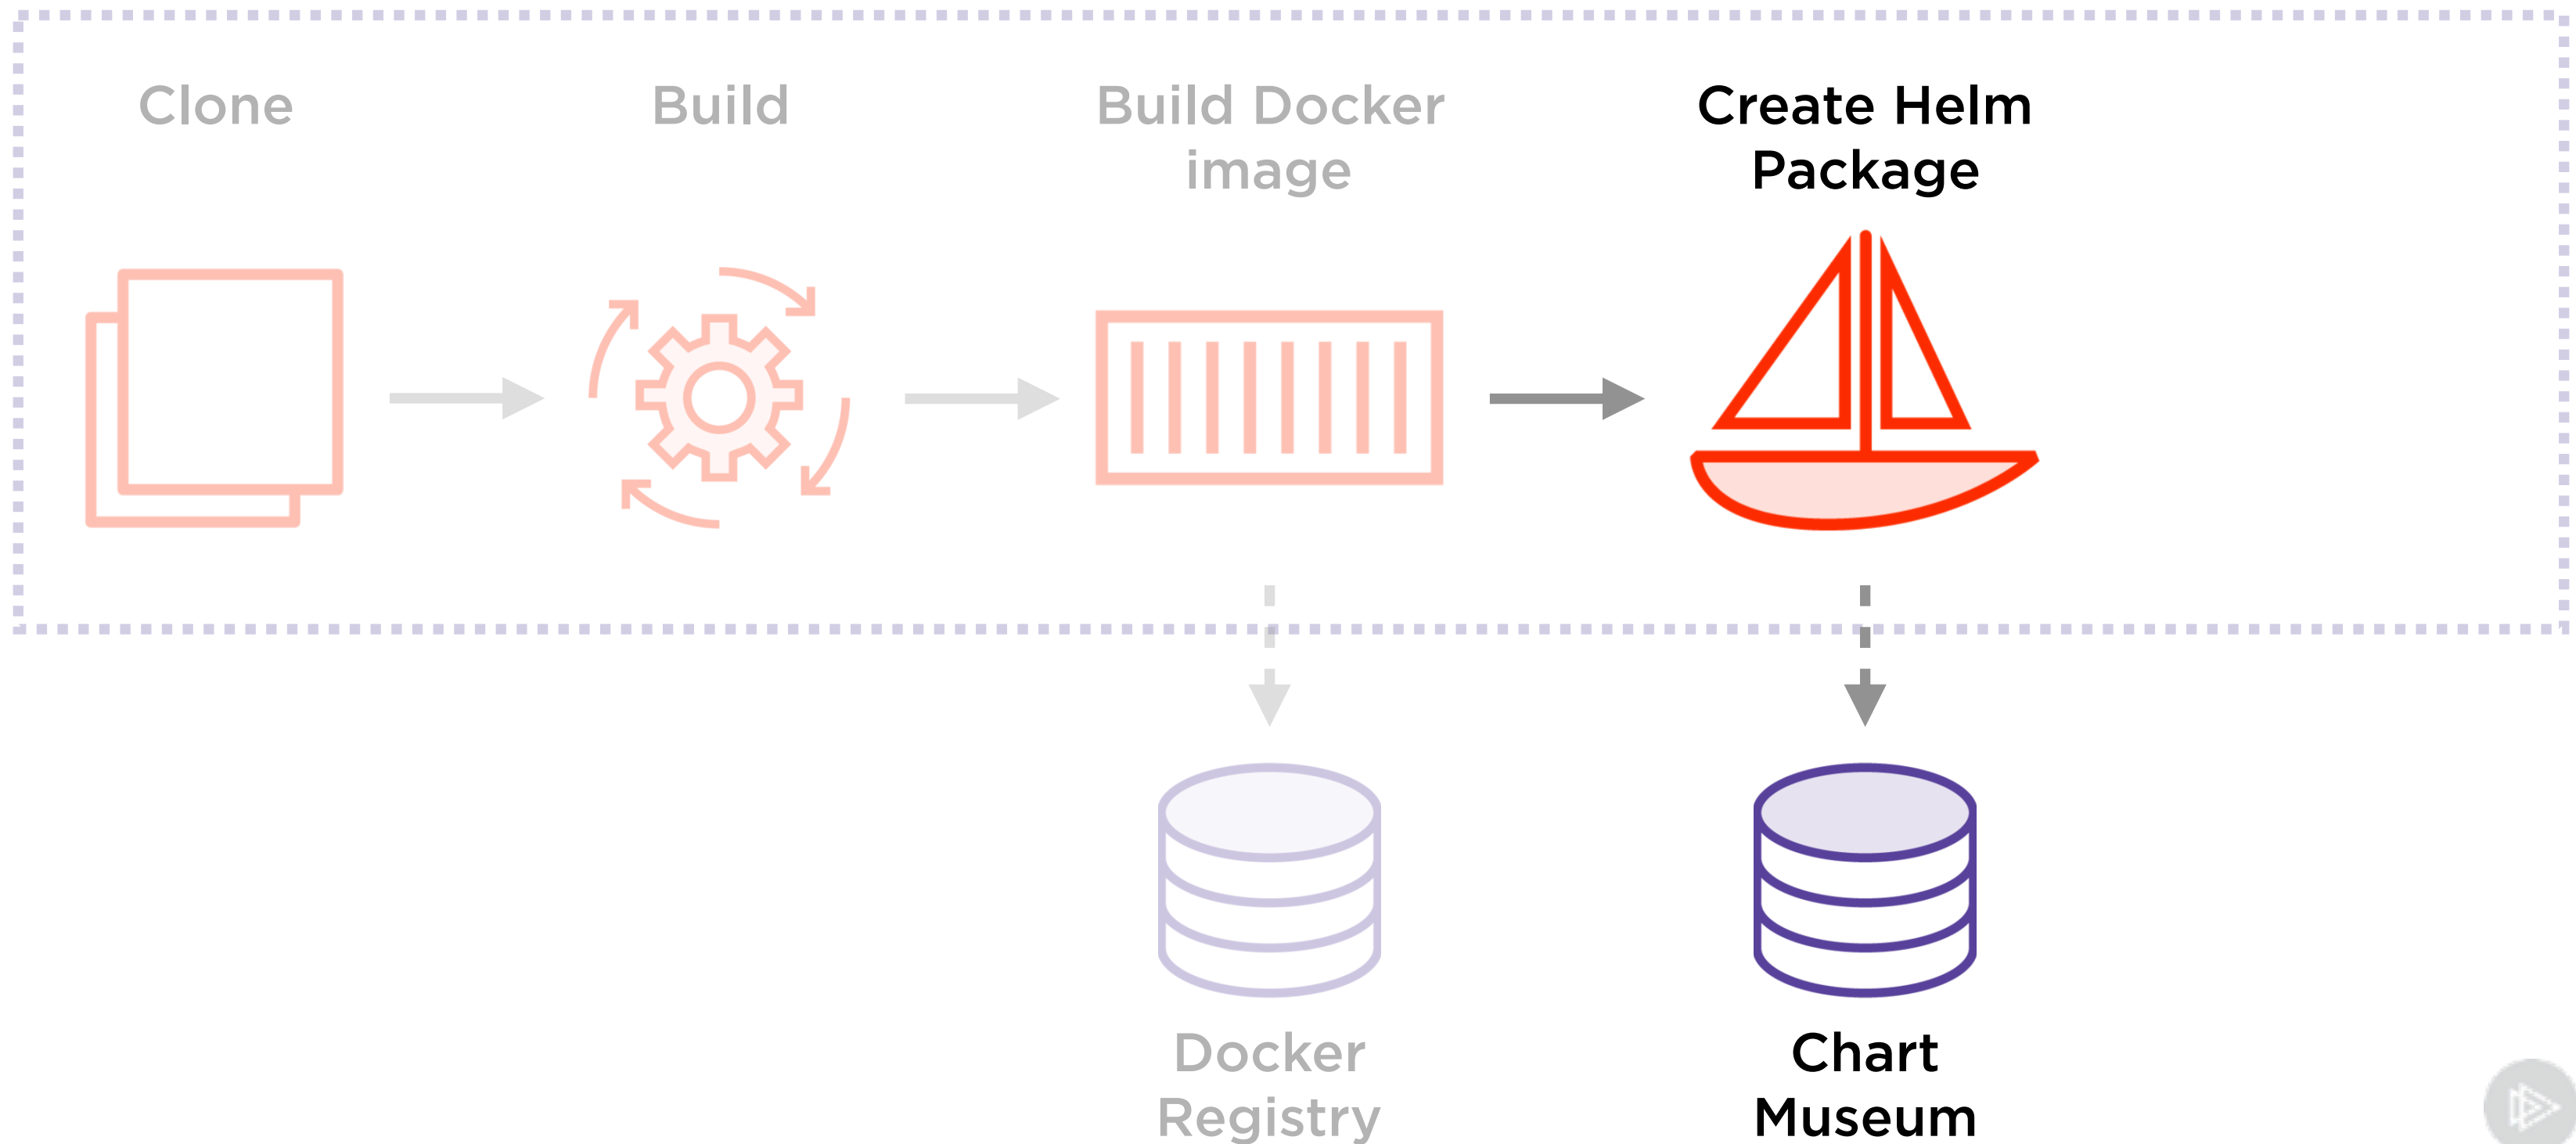 Clone
Build
Build Docker
image
Create Helm
Package
Docker
Registry
Chart
Museum